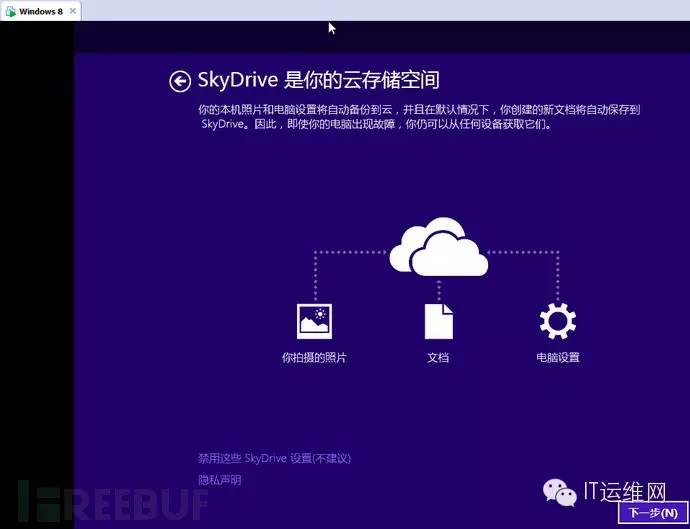 Windows 8
SkyDrive 是你的云存储空间
你的本机照片和电脑设置将自动备份到云，并且在默认情况下，你创建的新文档将自动保存到
SkyDrive。因此，即使你的电脑出现故障，你仍可以从任何设备获取它们。
你拍摄的照片
文档
电脑设置
禁用这些 SkyDrive 设置(不建议)
隐私声明
FREEBUF
IT运维网
下一步(N)